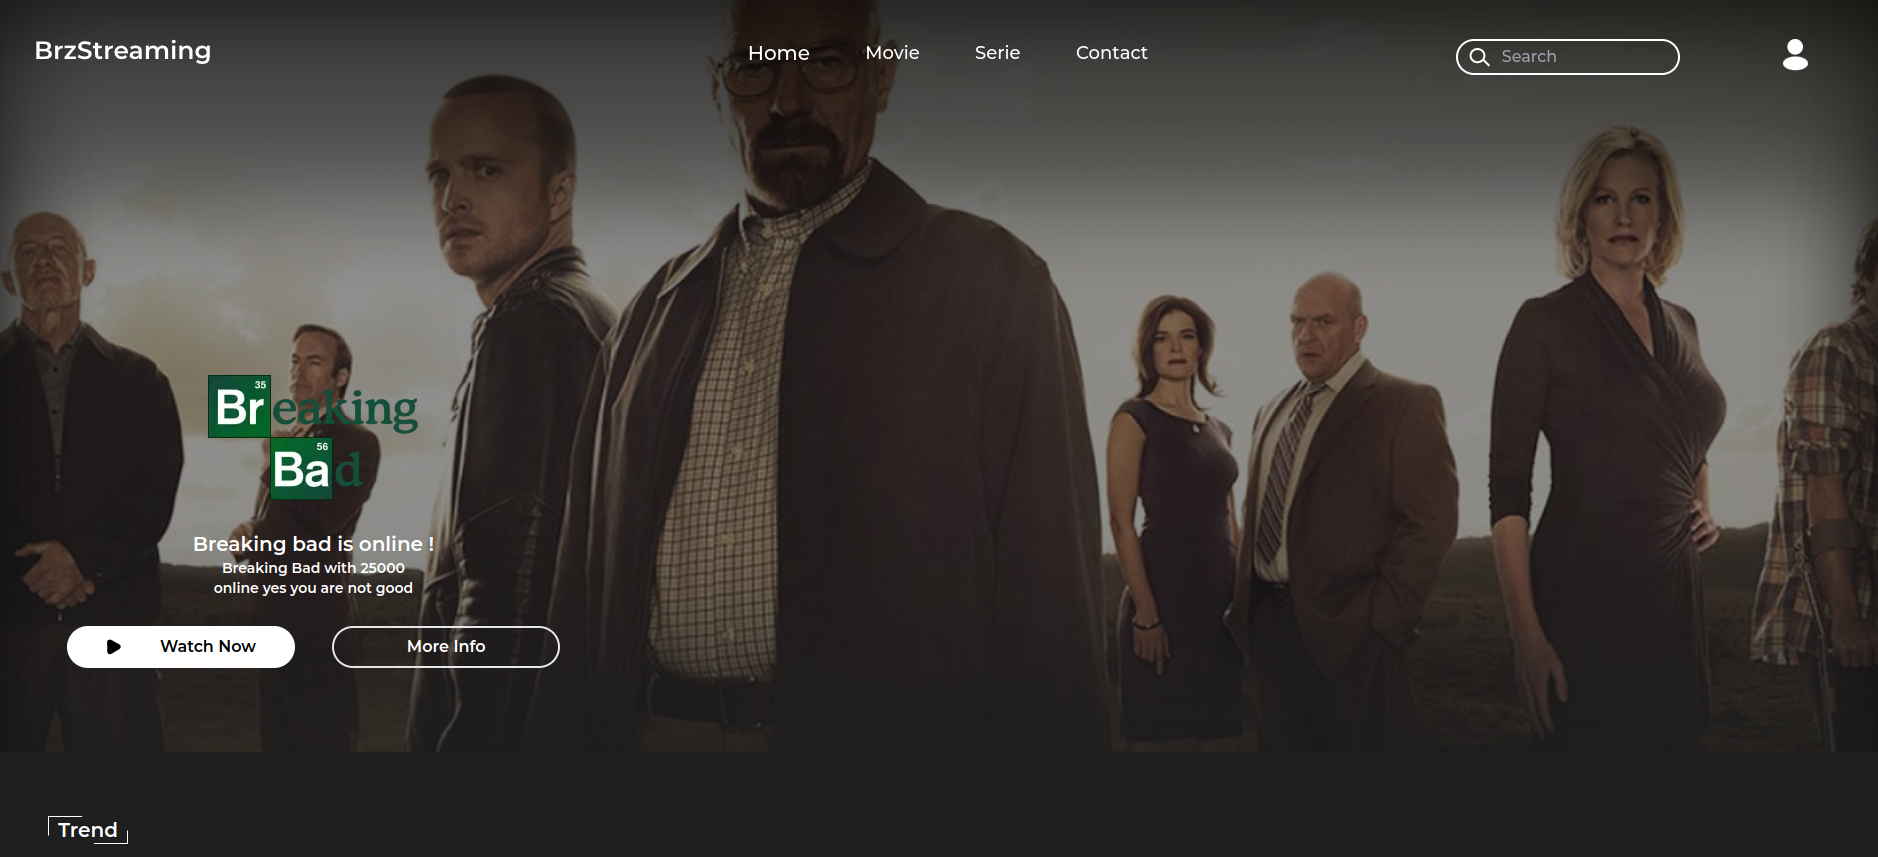 BrzStreaming
Home
Movie
Serie
Contact
Search
35
Breaking
56
Bad
Breaking bad is online !
Breaking Bad with 25000
online yes you are not good
Watch Now
More Info
Trend